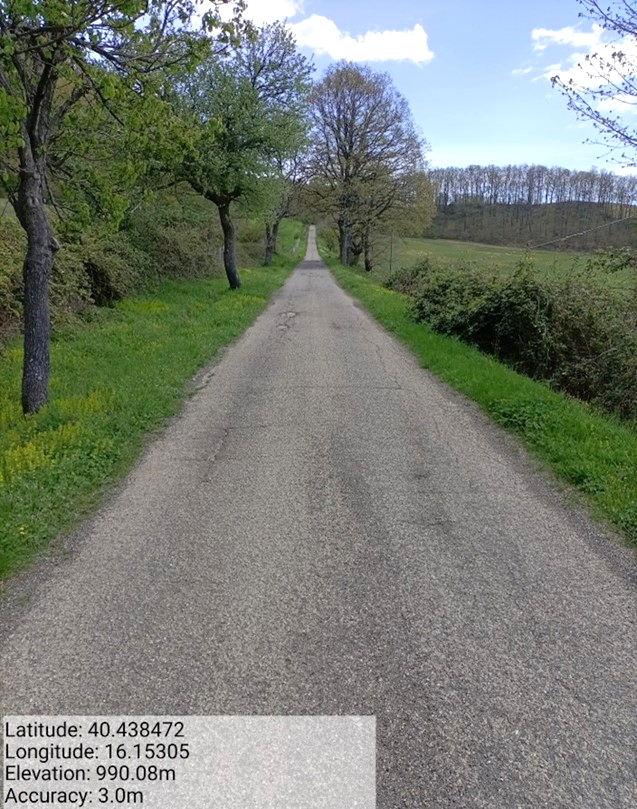 Latitude: 40.438472
Longitude: 16.15305
Elevation: 990.08m
Accuracy: 3.0m